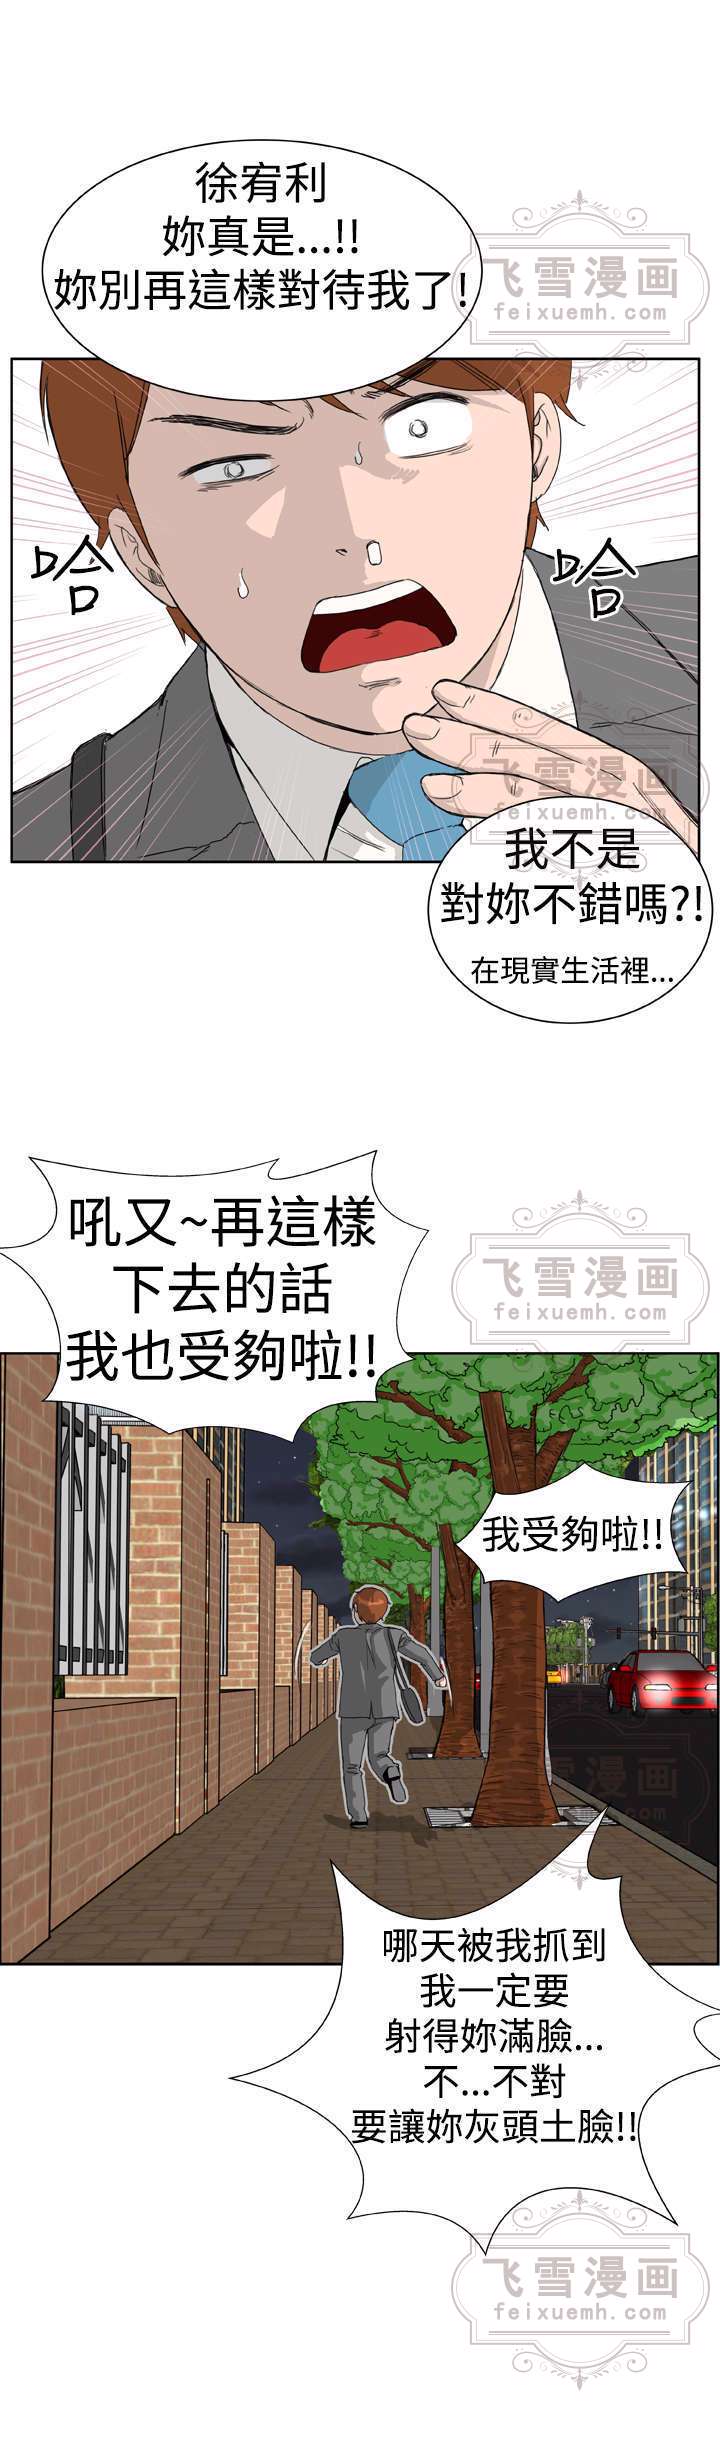 徐宥利
妳真是...!!
妳別再這樣對待我了!
飞雪漫画
feixuemh.com
哈
哈
飞雪漫画
feixuemh.com
我不是
對妳不錯嗎?!
在現實生活裡...
吼又~再這樣
下去的話
我也受夠啦!!
飞雪漫画
feixuemh.com
我受夠啦!!
飞雪漫画
feixuemh.com
哪天被我抓到
我一定要
射得妳滿臉...
不...不對
要讓妳灰頭土臉!!
飞雪漫画
feixuemh.com